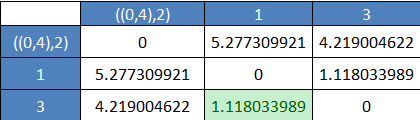 ((0,4),2) 1 3
((0,4),2) 0 5.277309921 4.219004622
1 5.277309921 0 1.118033989
3 4.219004622 1.118033989 0